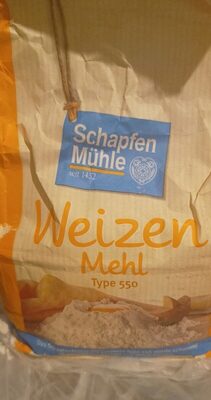 Schapfen
Mühle
seit 1452
Weizen
Mehl
Type 550